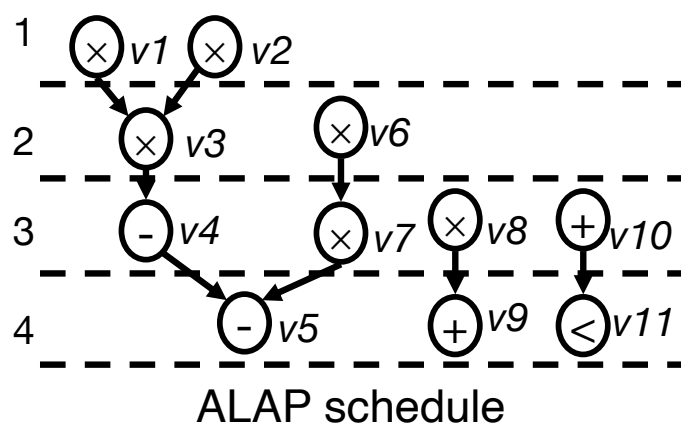 1 × v1 × v2
2 × v3 × v6
3 - v4 × v7 × v8 + v10
4 - v5 + v9 < v11
ALAP schedule